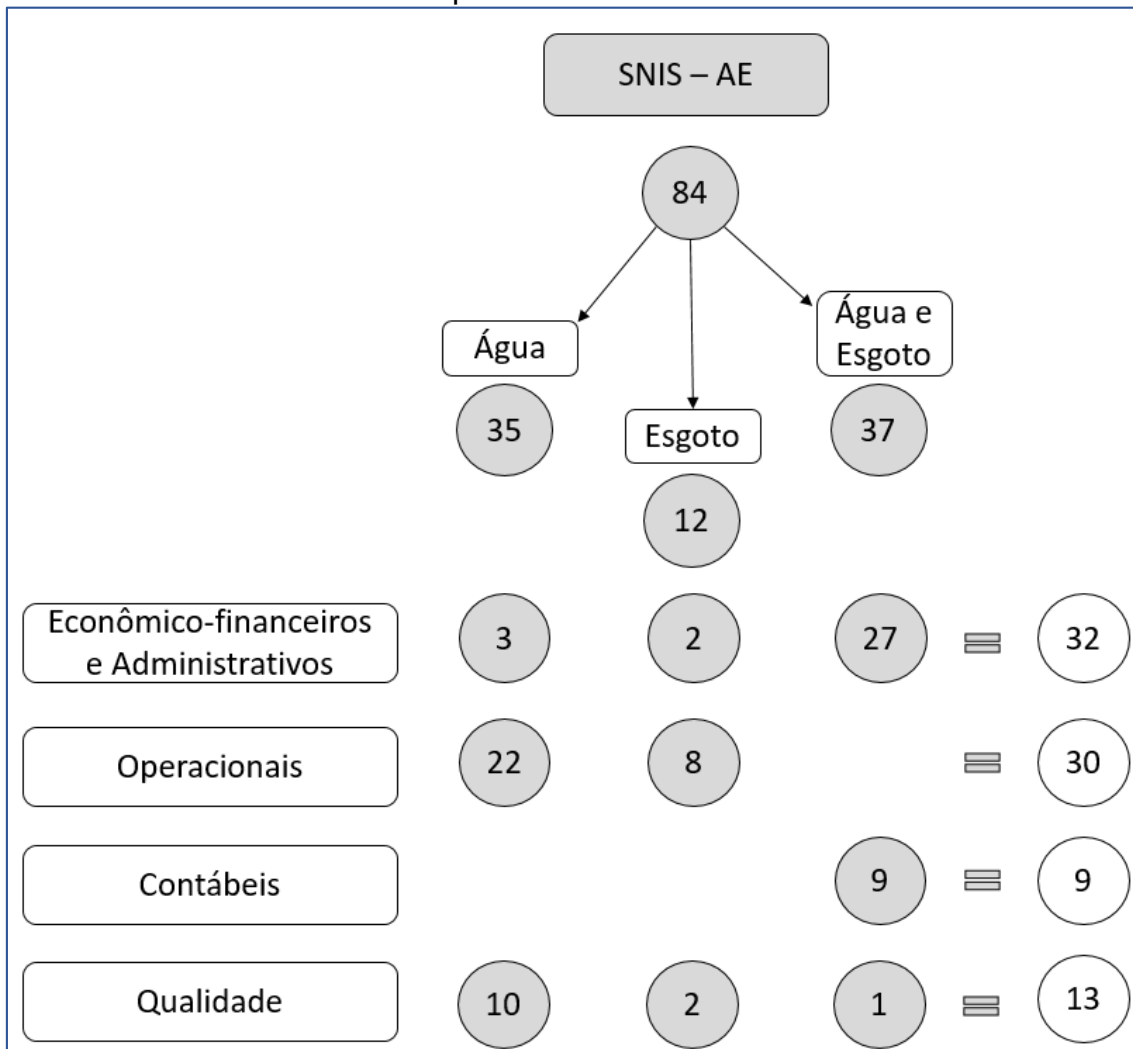 SNIS – AE
84
Água
35
Esgoto
12
Água e
Esgoto
37
Econômico-financeiros
e Administrativos
3 2 27 = 32
Operacionais
22 8 = 30
Contábeis
9 = 9
Qualidade
10 2 1 = 13